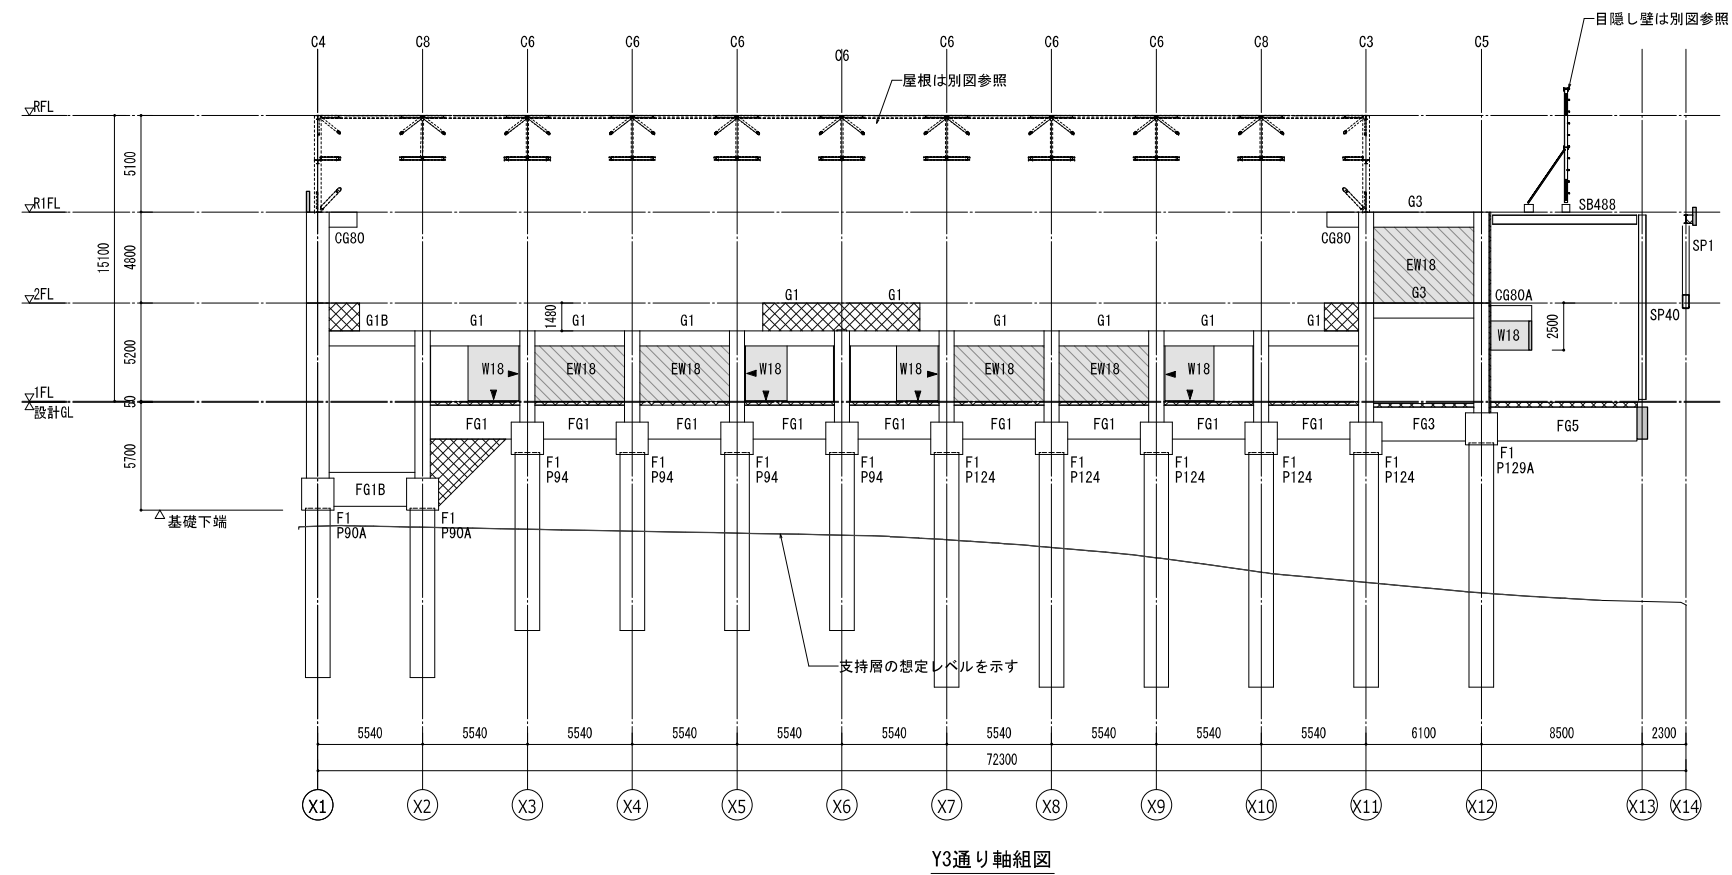 目隠し壁は別図参照
C4 C8 C6 C6 C6 C6 C6 C6 C6 C8 C3 C5
屋根は別図参照
RFL
5100
R1FL
G3
SB488
CG80
CG80
SP1
15100
4800
EW18
2FL
G1 G1
G3
CG80A
1480
G1B G1 G1 G1 G1 G1 G1 G1
SP40
2500
W18
5200
W18 EW18 EW18 W18 W18 EW18 EW18 W18
1FL
50
設計GL
FG1 FG1 FG1 FG1 FG1 FG1 FG1 FG1 FG1 FG3 FG5
5700
F1 F1 F1 F1 F1 F1 F1 F1 F1 F1
P94 P94 P94 P94 P124 P124 P124 P124 P124 P129A
FG1B
基礎下端
F1 F1
P90A P90A
支持層の想定レベルを示す
5540 5540 5540 5540 5540 5540 5540 5540 5540 5540 6100 8500 2300
72300
X1 X2 X3 X4 X5 X6 X7 X8 X9 X10 X11 X12 X13 X14
Y3通り軸組図